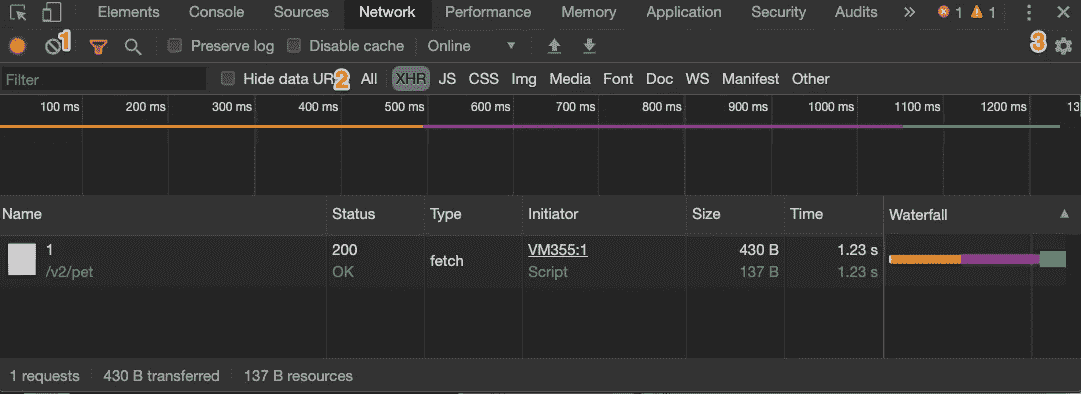 Elements Console Sources Network Performance Memory Application Security Audits » 1 1
1 Preserve log Disable cache Online 3
Filter Hide data UR 2 All XHR JS CSS Img Media Font Doc WS Manifest Other
100 ms 200 ms 300 ms 400 ms 500 ms 600 ms 700 ms 800 ms 900 ms 1000 ms 1100 ms 1200 ms 13
Name Status Type Initiator Size Time Waterfall
1 200 fetch VM355:1 430 B 1.23 s
/v2/pet OK Script 137 B 1.23 s
1 requests 430 B transferred 137 B resources